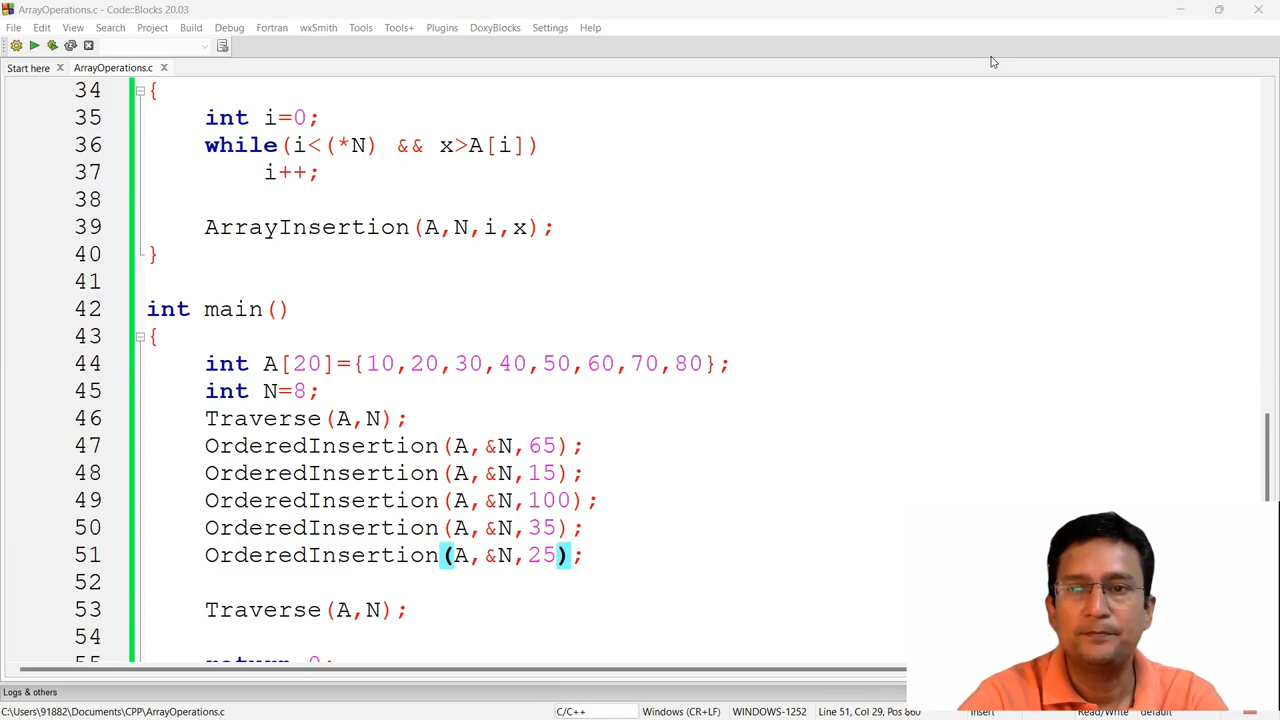 ArrayOperations.c - Code::Blocks 20.03
File Edit View Search Project Build Debug Fortran wxSmith Tools Tools+ Plugins DoxyBlocks Settings Help
Start here ArrayOperations.c
34 {
35 int i=0;
36 while(i<(*N) && x>A[i])
37 i++;
38
39 ArrayInsertion(A,N,i,x);
40 }
41
42 int main()
43 {
44 int A[20]={10,20,30,40,50,60,70,80};
45 int N=8;
46 Traverse(A,N);
47 OrderedInsertion(A,&N,65);
48 OrderedInsertion(A,&N,15);
49 OrderedInsertion(A,&N,100);
50 OrderedInsertion(A,&N,35);
51 OrderedInsertion(A,&N,25);
52
53 Traverse(A,N);
54
55 return 0;
Logs & others
C:\Users\91882\Documents\CPP\ArrayOperations.c C/C++ Windows (CR+LF) WINDOWS-1252 Line 51, Col 29, Pos 860 Insert Read/Write default